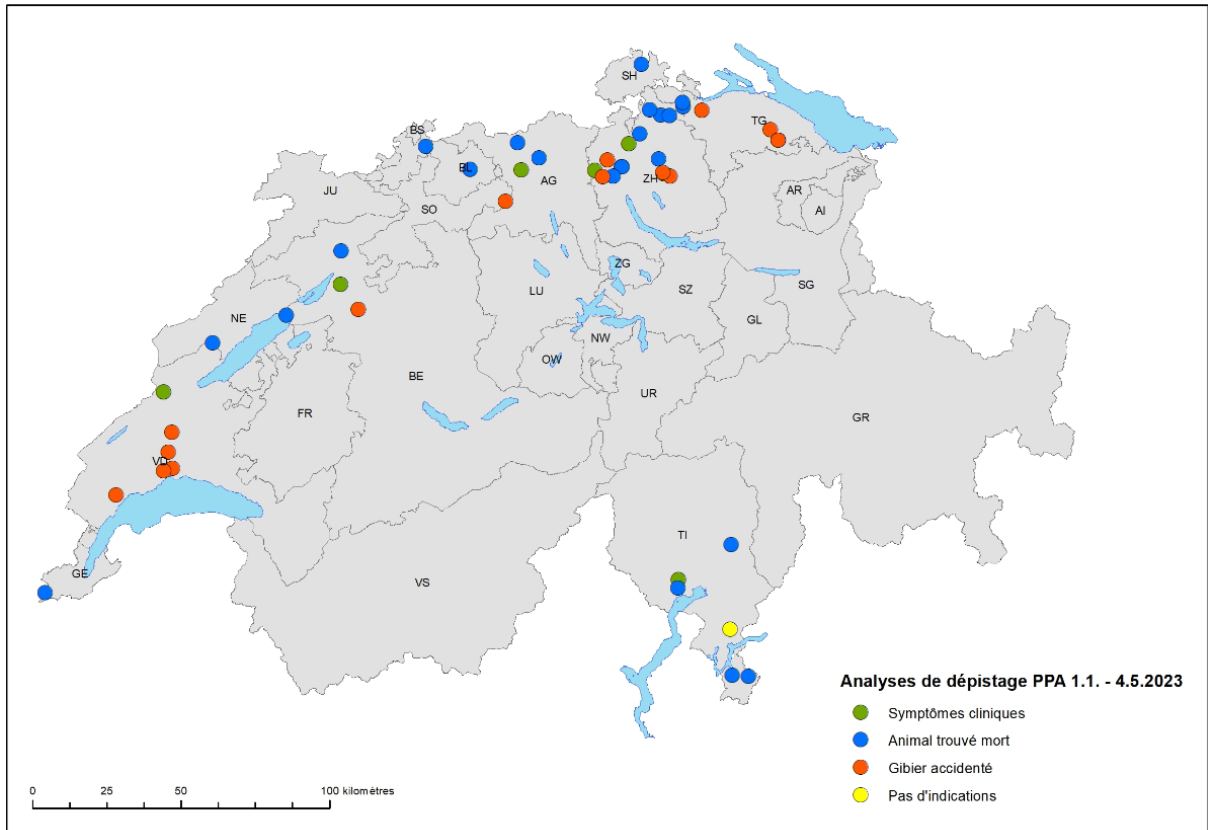 SH
BS
TG
BL
AG
ZH
JU
AR
AI
SO
ZG
LU
SZ
SG
NE
GL
NW
OW
BE
UR
FR
GR
VD
TI
GE
VS
Analyses de dépistage PPA 1.1. - 4.5.2023
Symptômes cliniques
Animal trouvé mort
Gibier accidenté
Pas d'indications
0 25 50 100 kilomètres